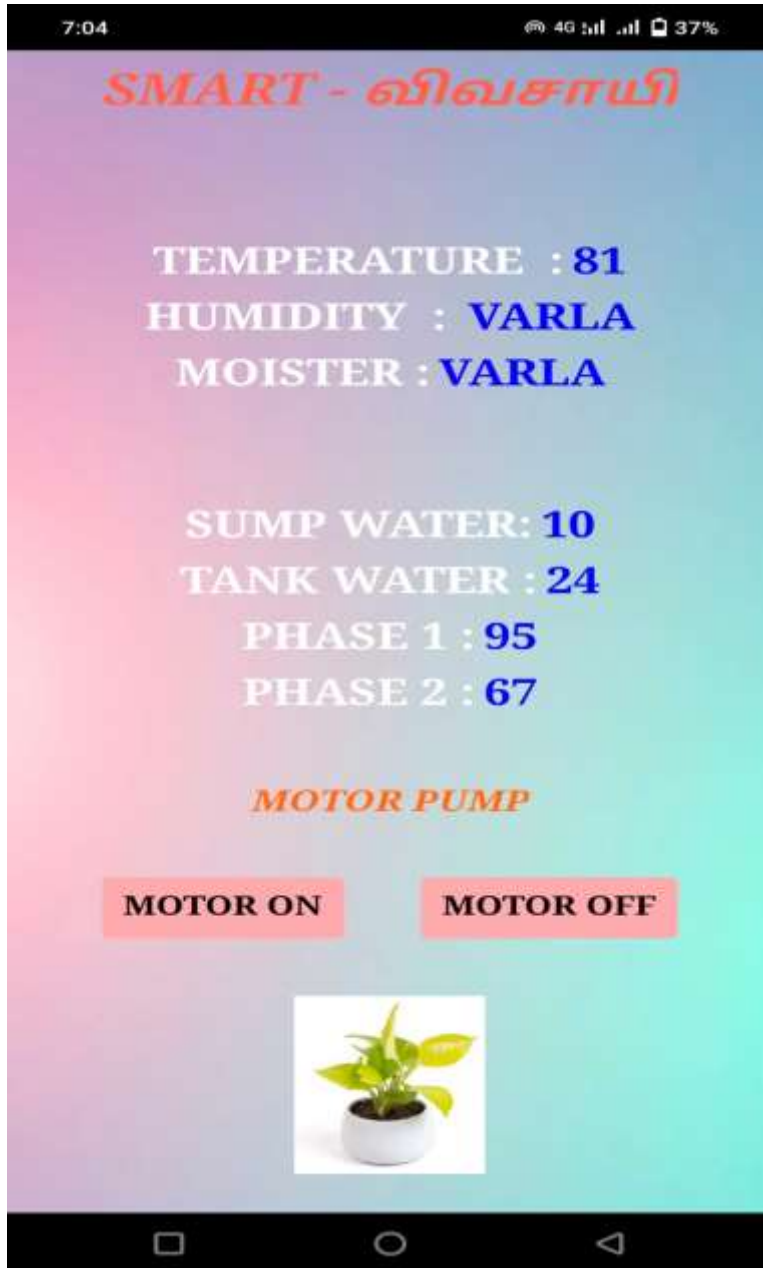 7:04 4G 37%
SMART - விவசாயி
TEMPERATURE : 81
HUMIDITY : VARLA
MOISTER : VARLA
SUMP WATER: 10
TANK WATER : 24
PHASE 1 : 95
PHASE 2 : 67
MOTOR PUMP
MOTOR ON MOTOR OFF